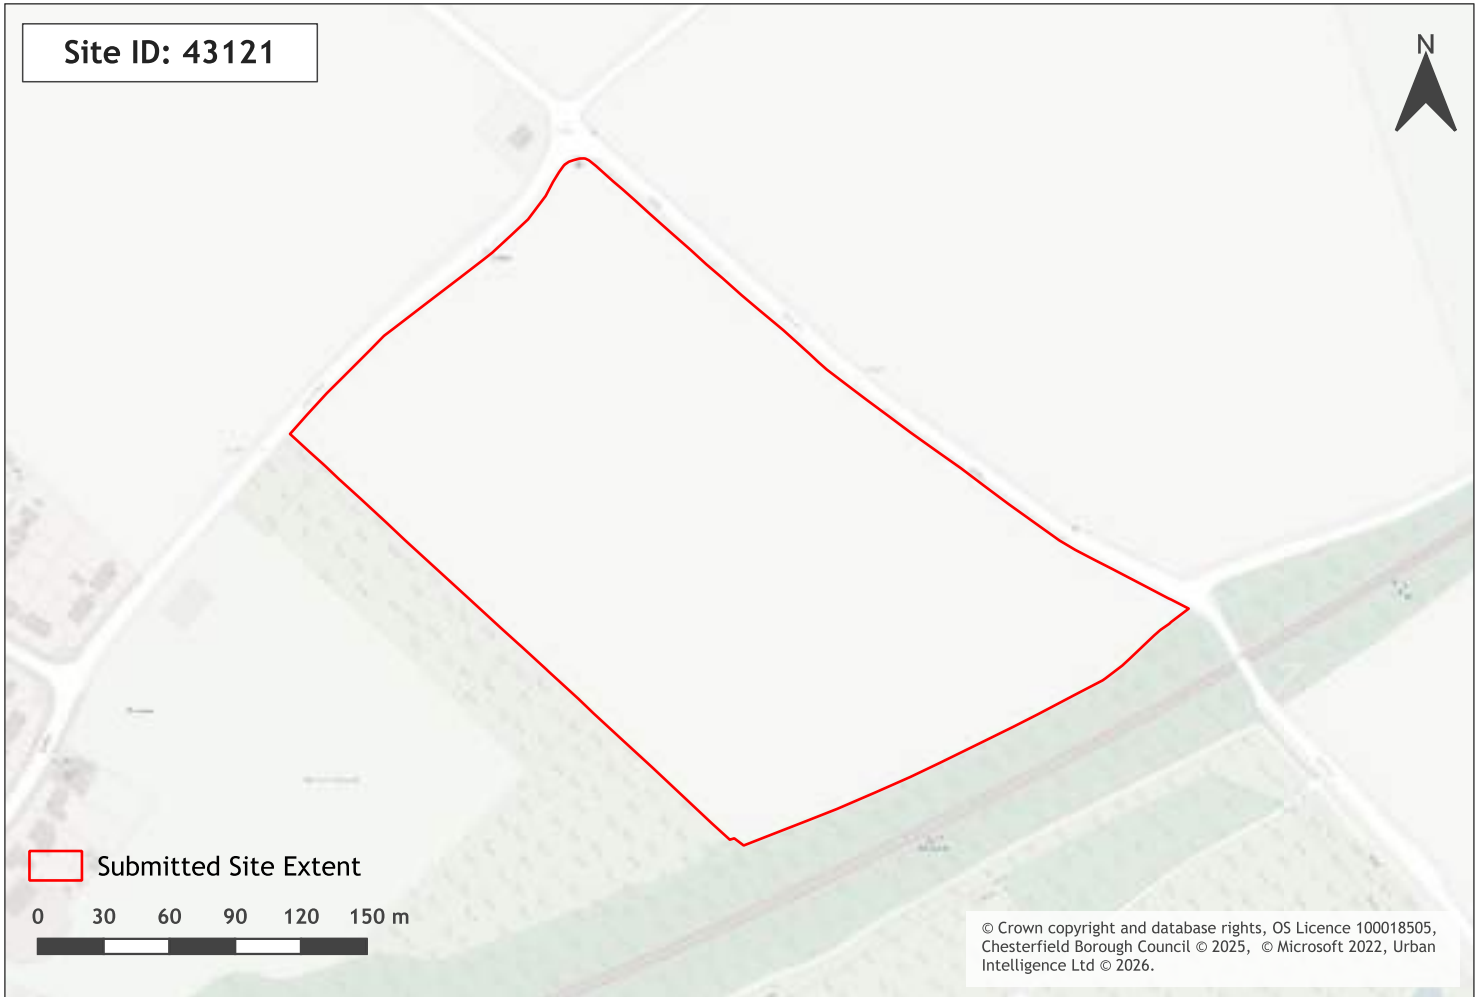 Site ID: 43121
N
Submitted Site Extent
0 30 60 90 120 150 m
© Crown copyright and database rights, OS Licence 100018505,
Chesterfield Borough Council © 2025, © Microsoft 2022, Urban
Intelligence Ltd © 2026.